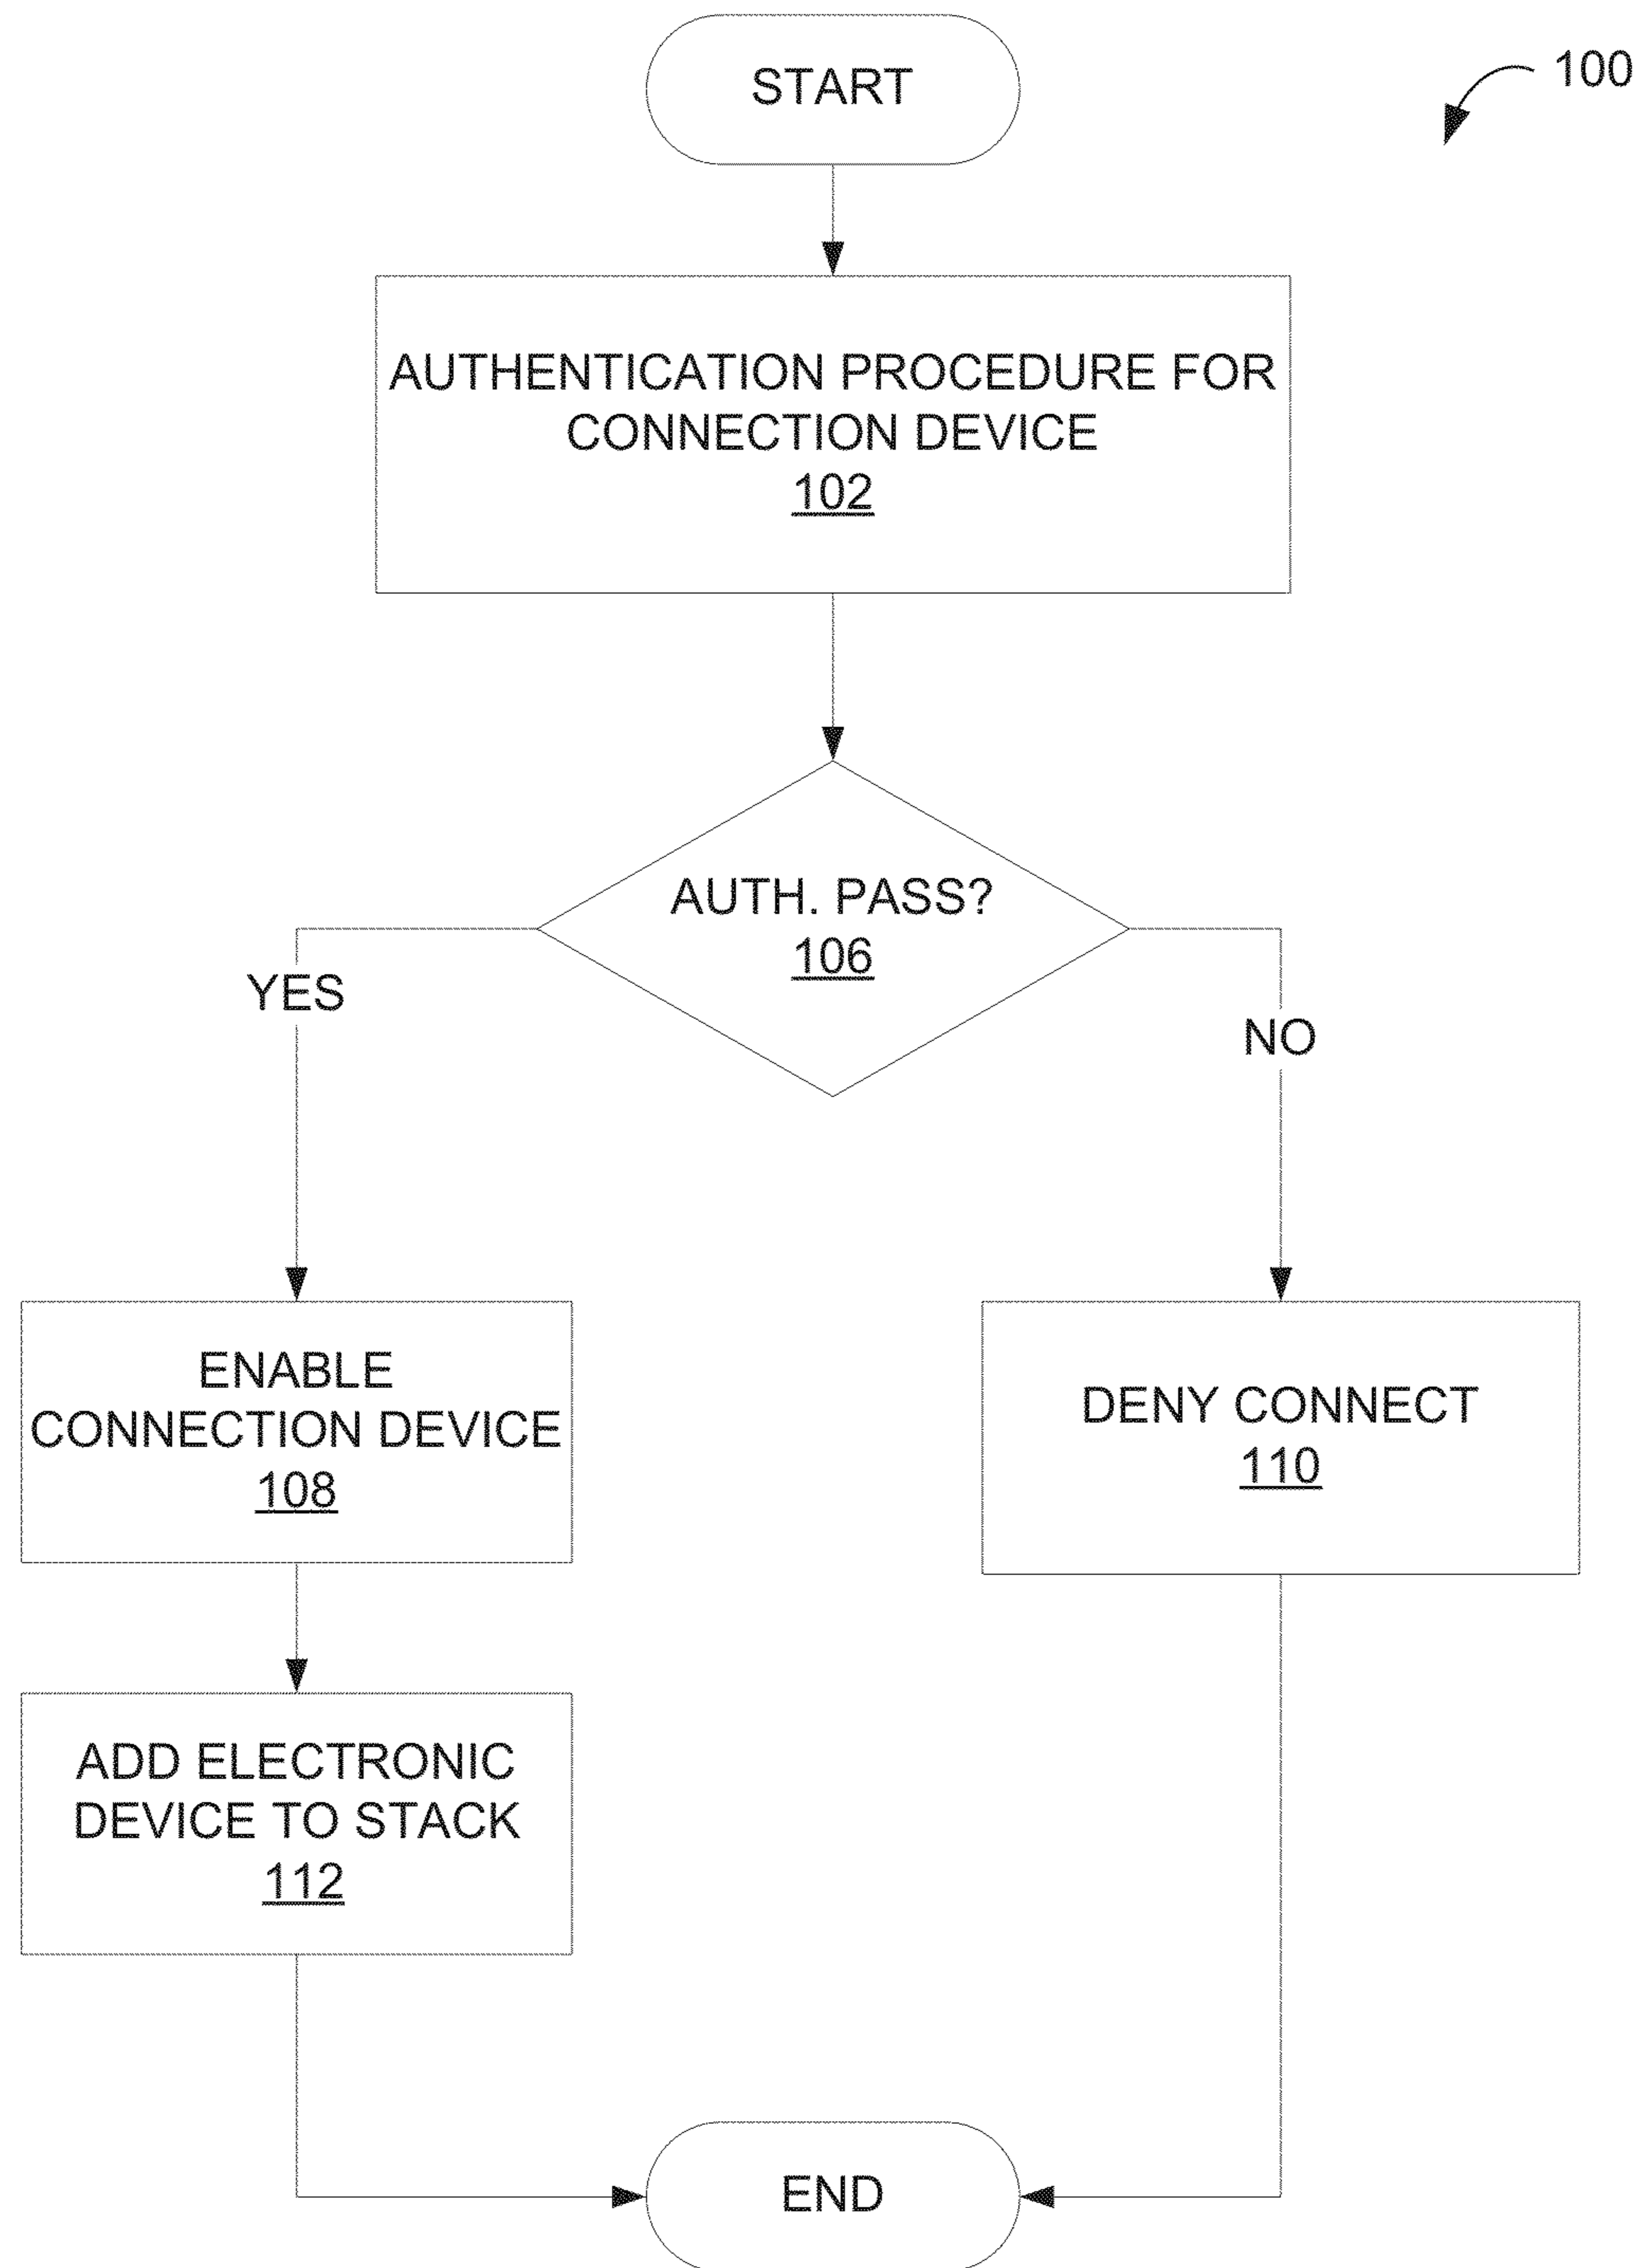 START
100
AUTHENTICATION PROCEDURE FOR
CONNECTION DEVICE
102
AUTH. PASS?
106
YES
NO
ENABLE
CONNECTION DEVICE
108
DENY CONNECT
110
ADD ELECTRONIC
DEVICE TO STACK
112
END